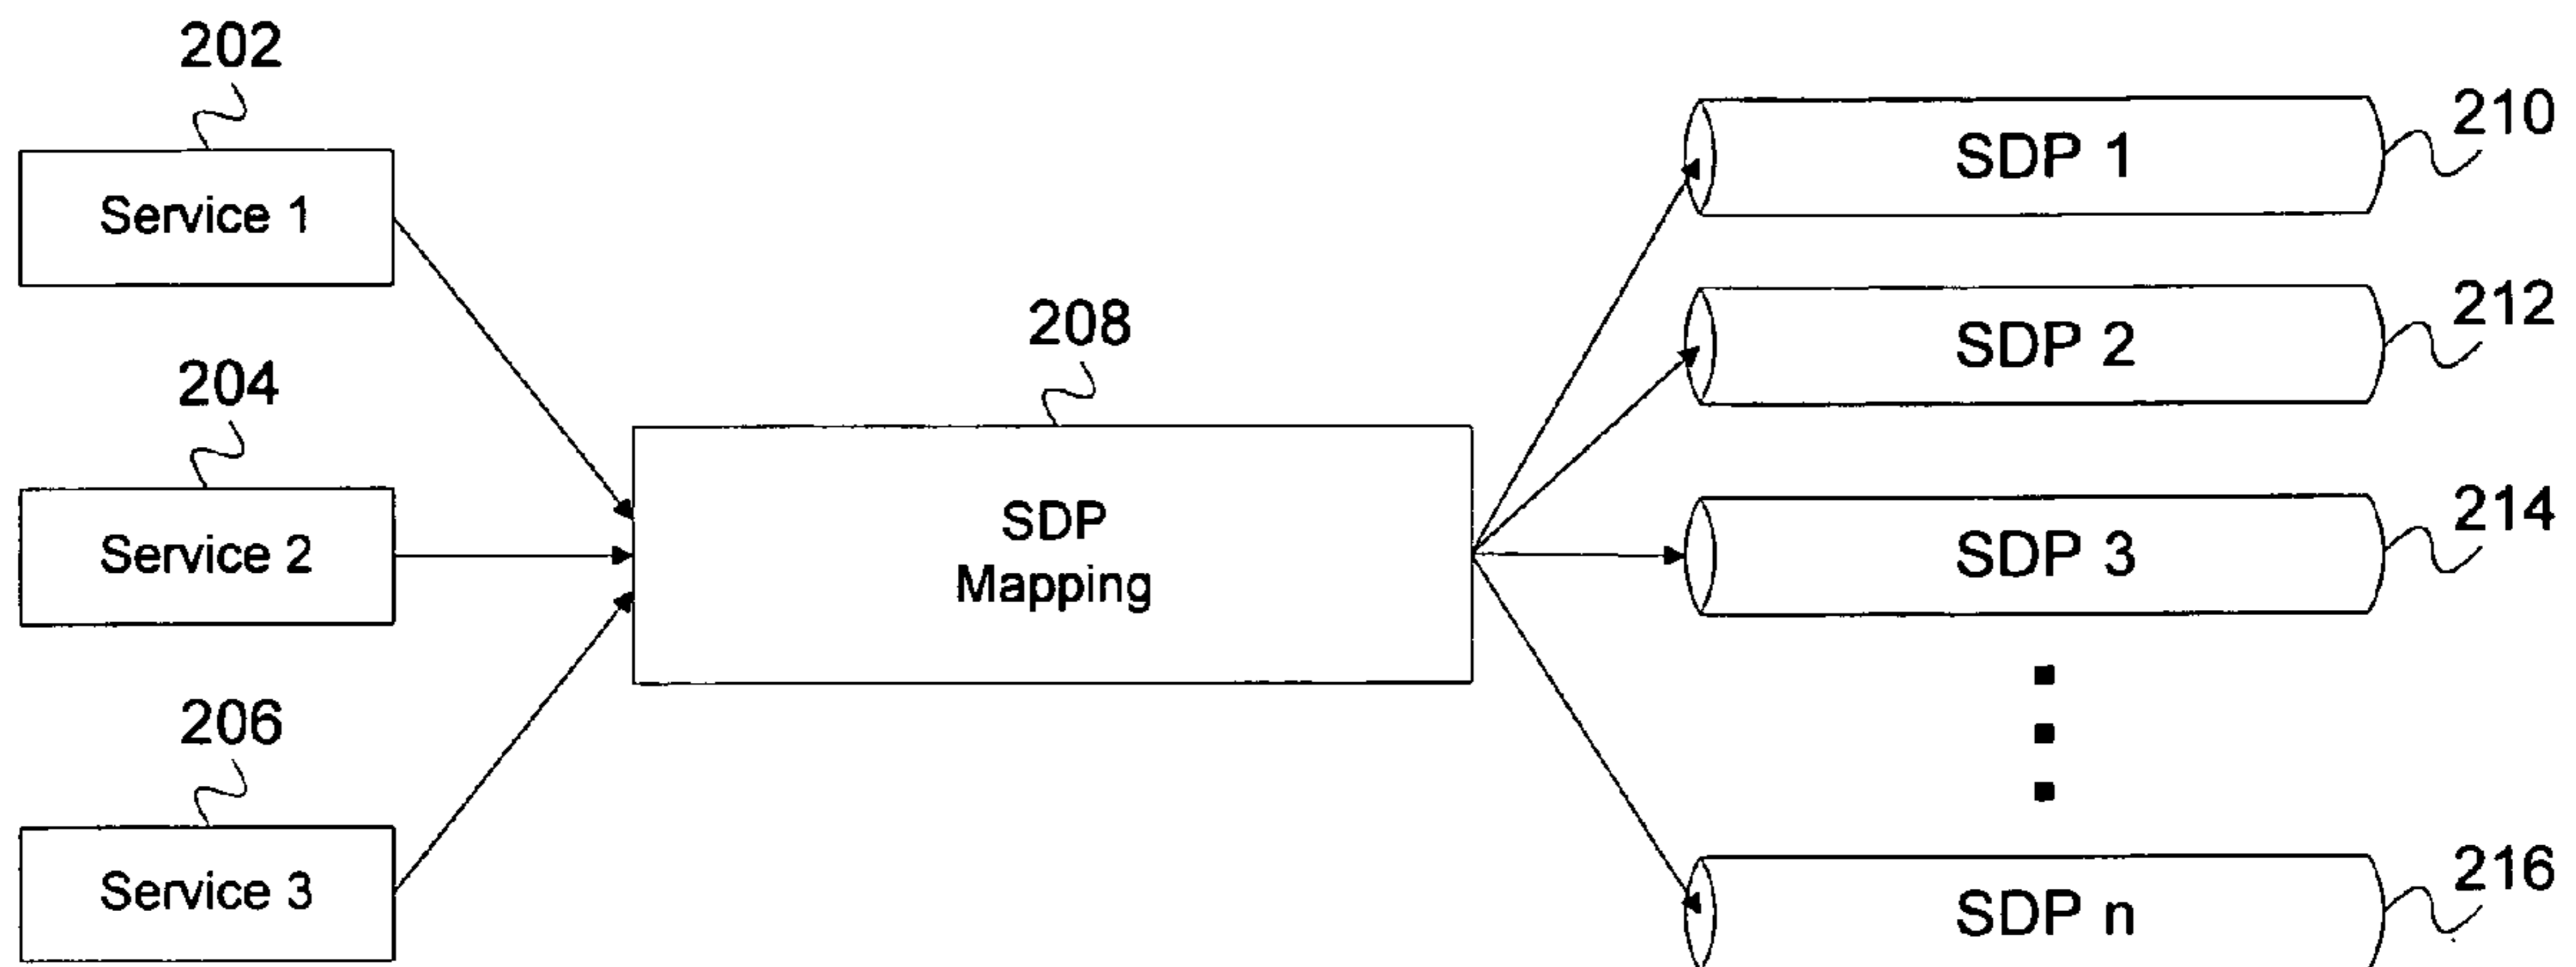 202
Service 1
204
Service 2
206
Service 3
208
SDP
Mapping
SDP 1
210
SDP 2
212
SDP 3
214
SDP n
216